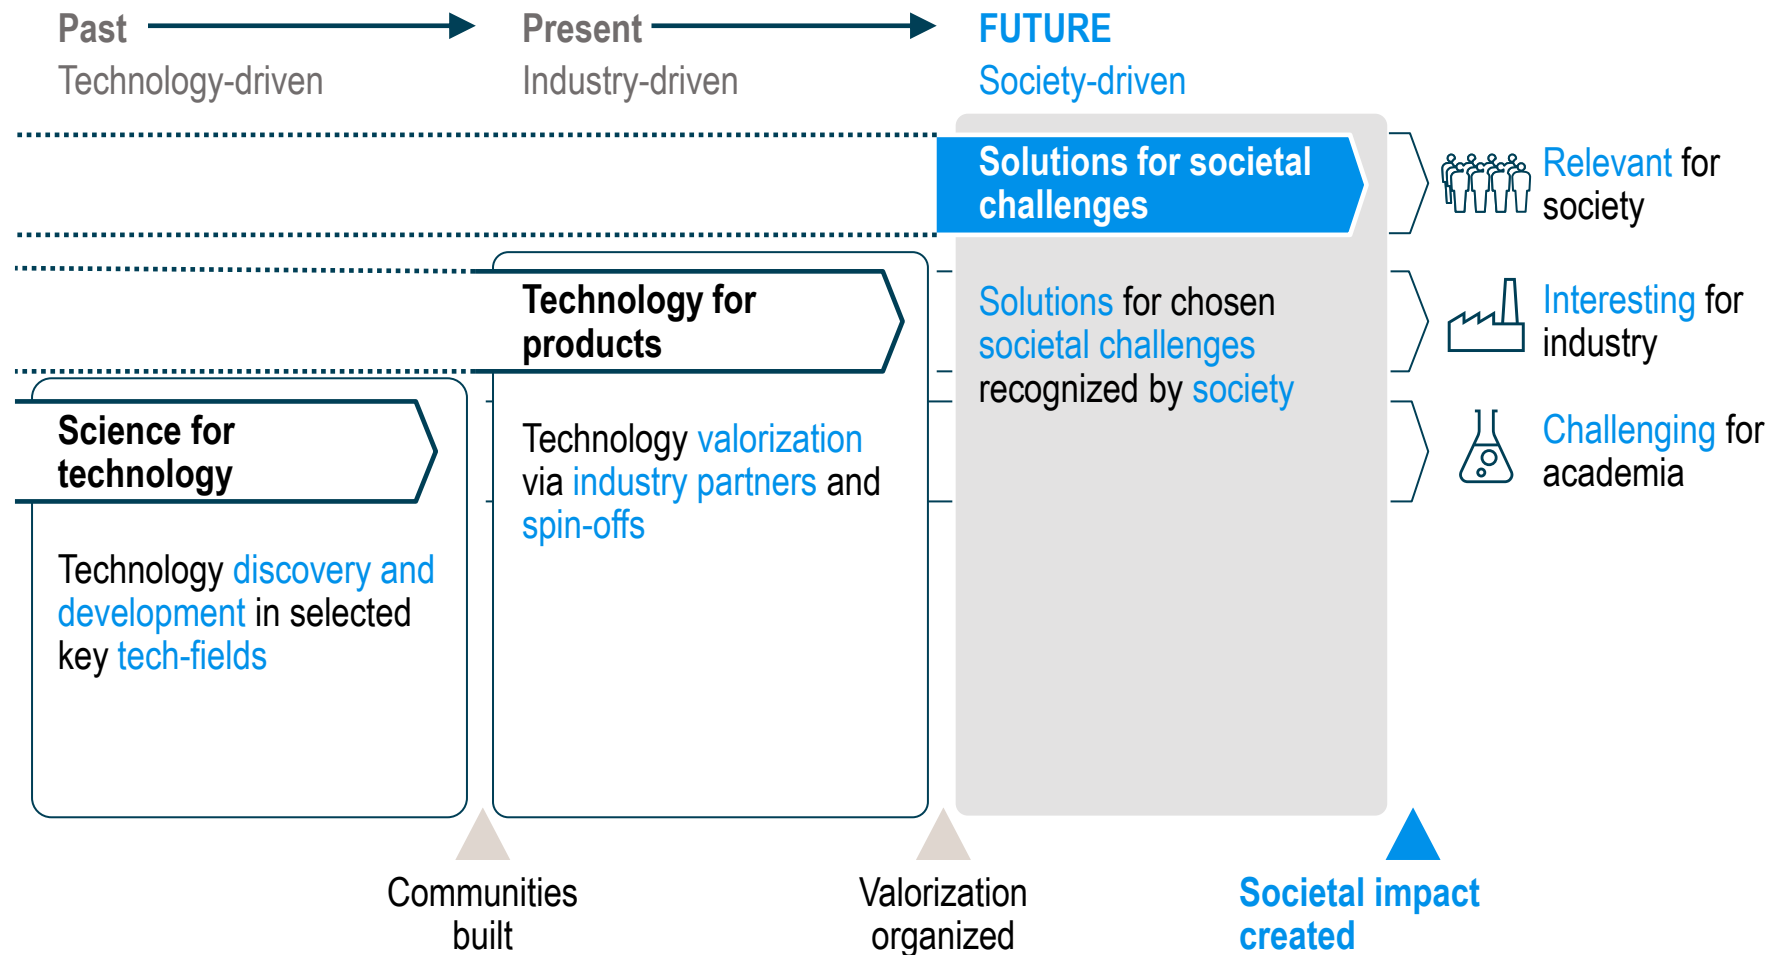 Past
Technology-driven
Present
Industry-driven
FUTURE
Society-driven
Solutions for societal
challenges
Relevant for
society
Technology for
products
Solutions for chosen
societal challenges
recognized by society
Interesting for
industry
Science for
technology
Technology valorization
via industry partners and
spin-offs
Challenging for
academia
Technology discovery and
development in selected
key tech-fields
Communities
built
Valorization
organized
Societal impact
created